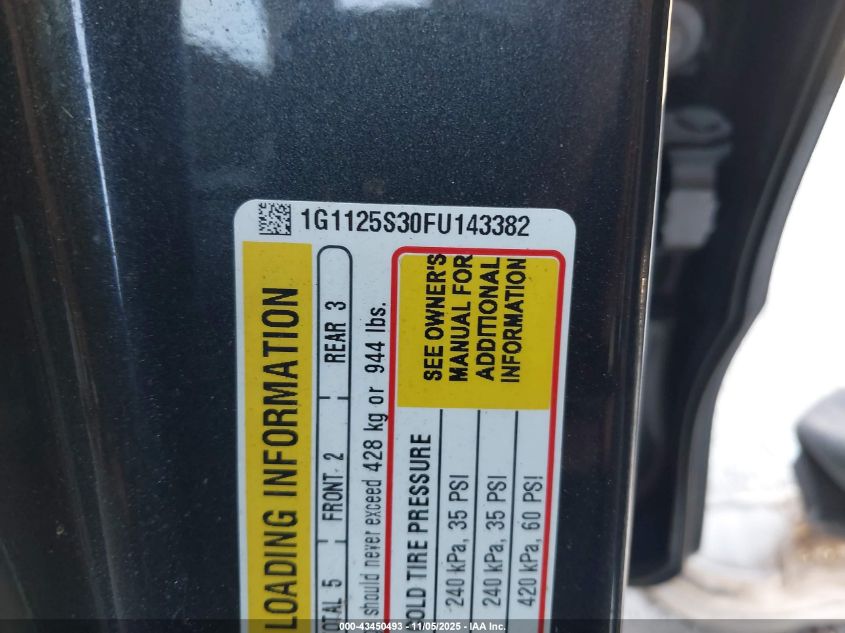 1G1125S30FU143382
LOADING INFORMATION
5 FRONT 2 REAR 3
should never exceed 428 kg or 944 lbs.
TIRE PRESSURE
SEE OWNER'S
MANUAL FOR
ADDITIONAL
INFORMATION
240 kPa, 35 PSI
240 kPa, 35 PSI
420 kPa, 60 PSI
000-43450493 - 11/05/2025 - IAA Inc.